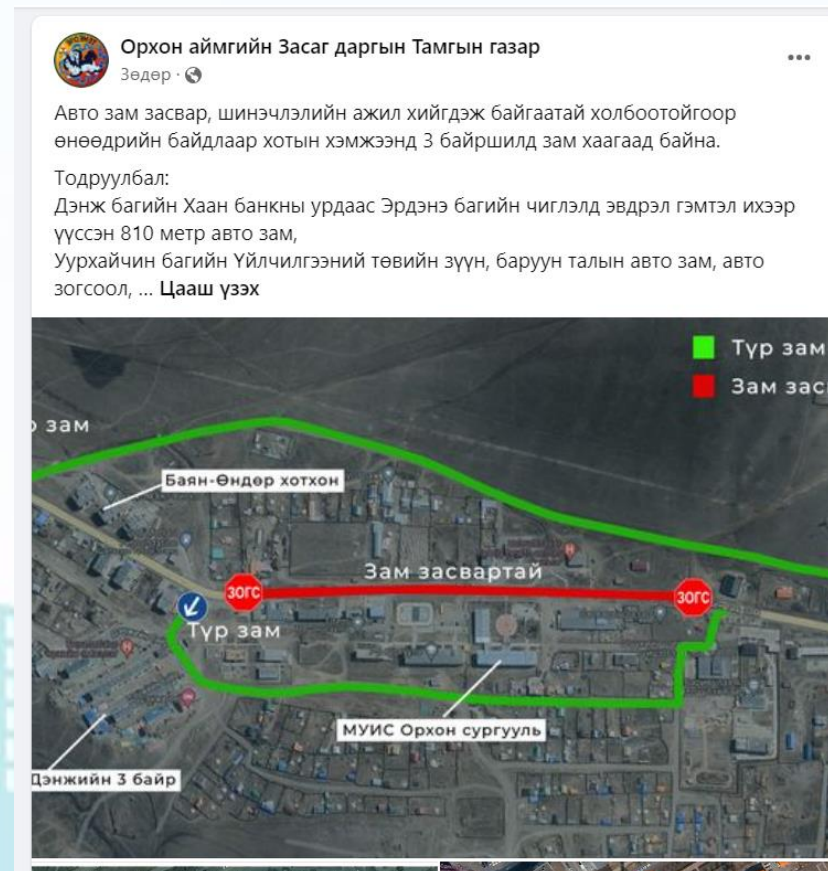 Орхон аймгийн Засаг даргын Тамгын газар
Зөдөр ·
Авто зам засвар, шинэчлэлийн ажил хийгдэж байгаатай холбоотойгоор
өнөөдрийн байдлаар хотын хэмжээнд 3 байршилд зам хаагаад байна.
Тодруулбал:
Дэнж багийн Хаан банкны урдаас Эрдэнэ багийн чиглэлд эвдрэл гэмтэл ихээр
үүссэн 810 метр авто зам,
Уурхайчин багийн Үйлчилгээний төвийн зүүн, баруун талын авто зам, авто
зогсоол, ... Цааш үзэх
Түр зам
Зам зас
р зам
Баян-Өндөр хотхон
Зам засвартай
ЗОГС
ЗОГС
Түр зам
МУИС Орхон сургууль
Дэнжийн 3 байр